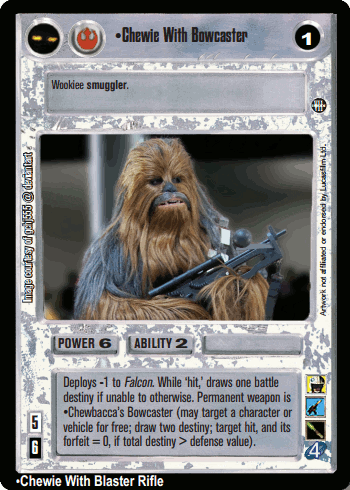 •Chewie With Bowcaster
1
Wookiee smuggler.
Image courtesy of gabj555 @ deviantart
Artwork not affiliated or endorsed by Lucasfilm Ltd.
POWER 6
ABILITY 2
Deploys -1 to Falcon. While 'hit,' draws one battle
destiny if unable to otherwise. Permanent weapon is
•Chewbacca's Bowcaster (may target a character or
vehicle for free; draw two destiny; target hit, and its
forfeit = 0, if total destiny > defense value).
5
6
4
•Chewie With Blaster Rifle